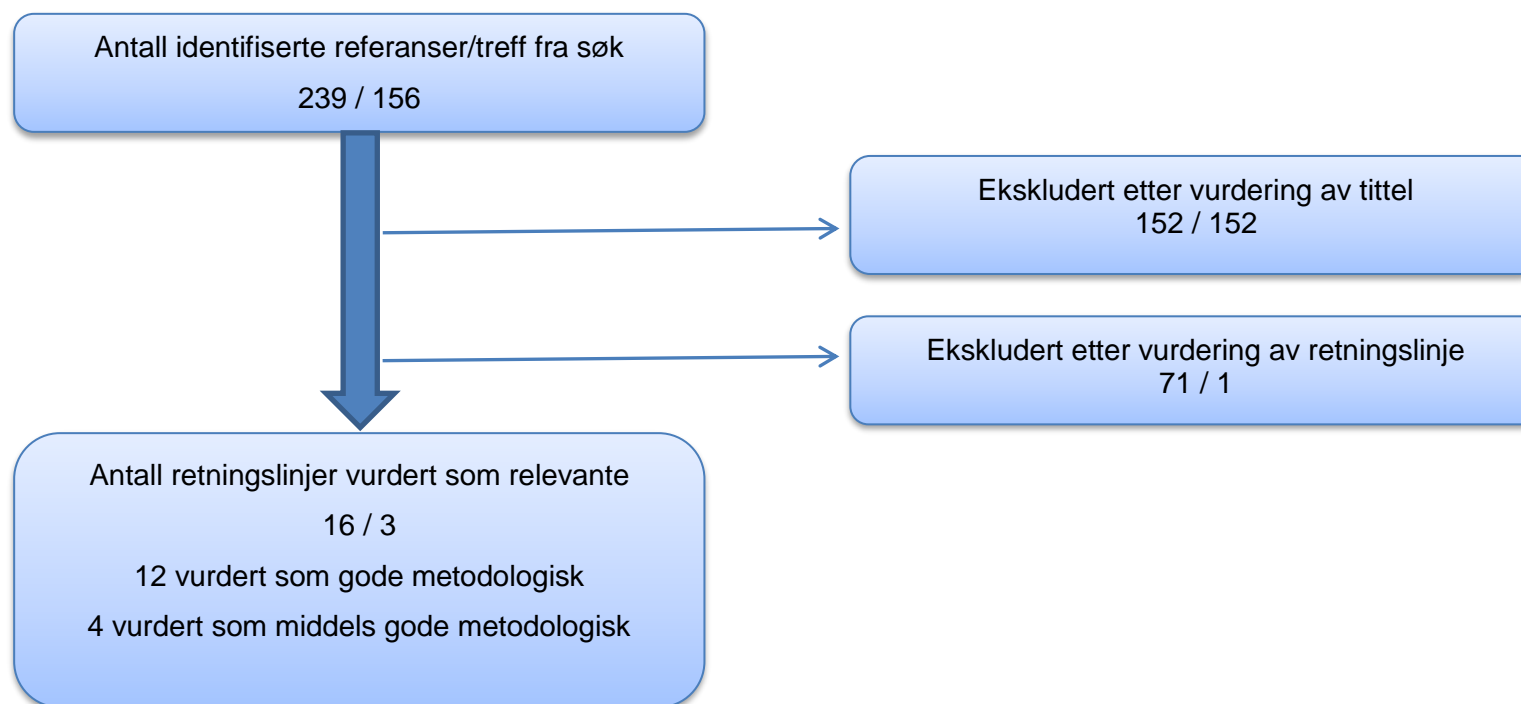 Antall identifiserte referanser/treff fra søk
239 / 156
Ekskludert etter vurdering av tittel
152 / 152
Ekskludert etter vurdering av retningslinje
71 / 1
Antall retningslinjer vurdert som relevante
16 / 3
12 vurdert som gode metodologisk
4 vurdert som middels gode metodologisk